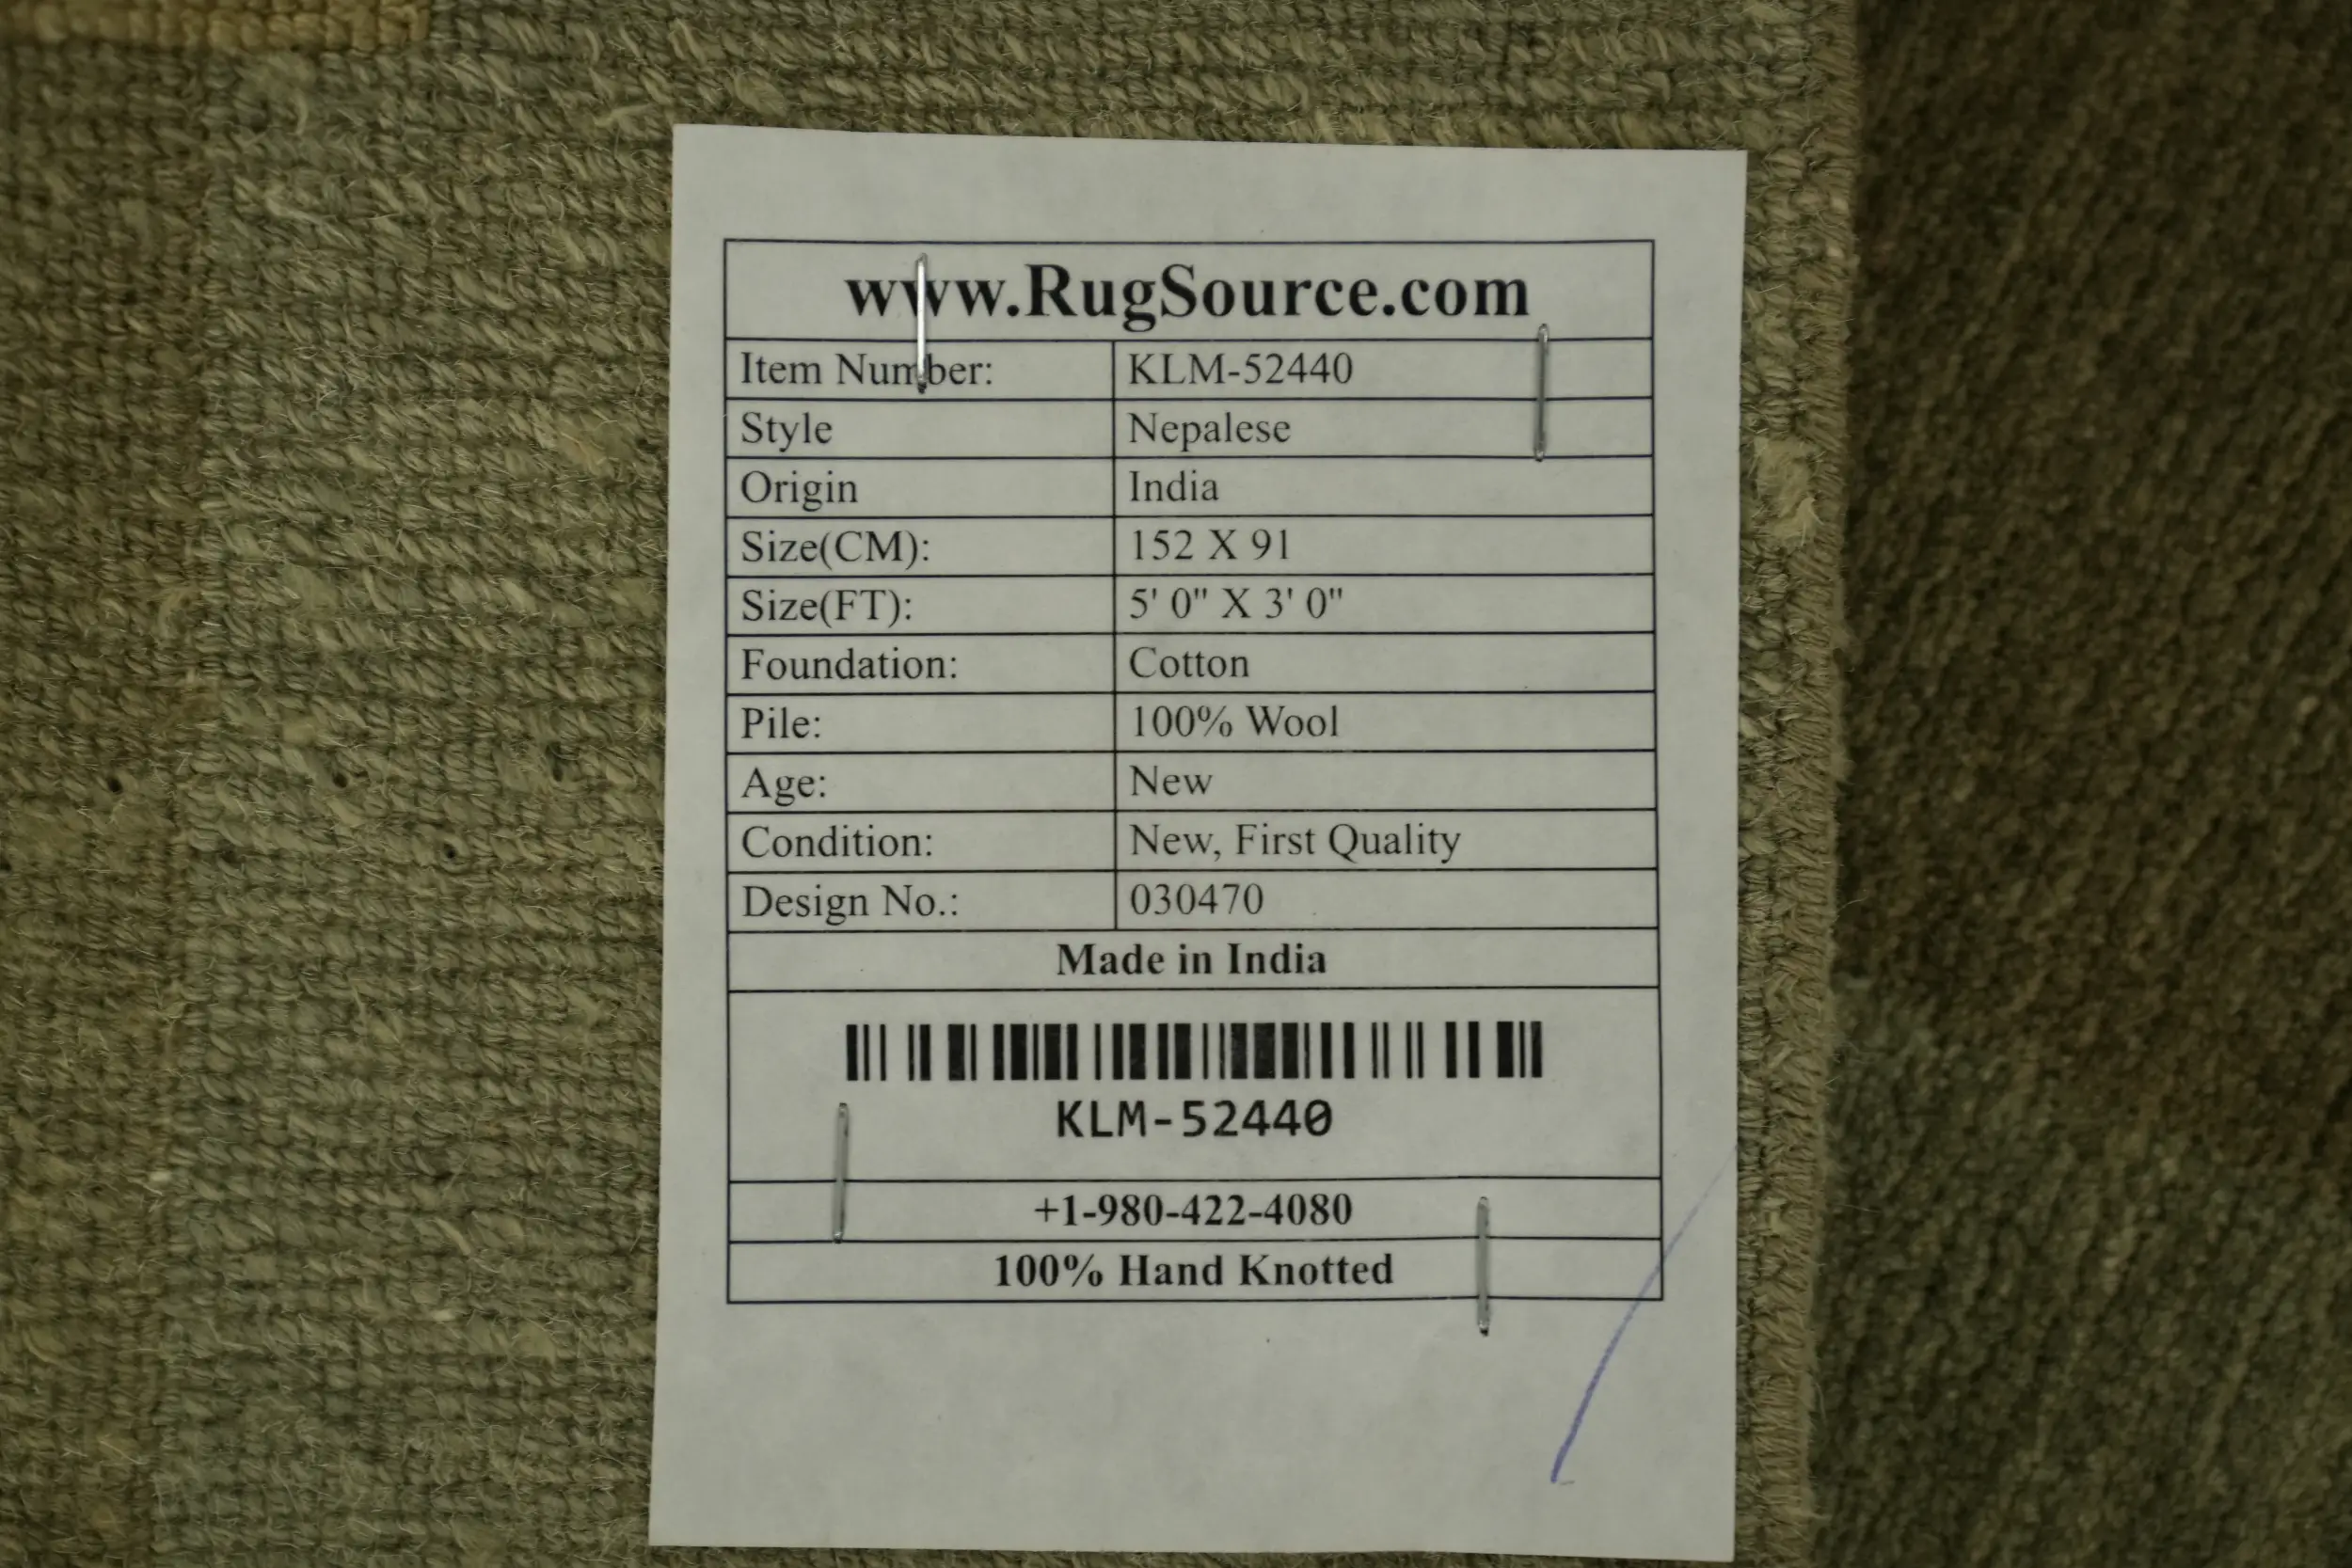 www.RugSource.com
Item Number: KLM-52440
Style Nepalese
Origin India
Size(CM): 152 X 91
Size(FT): 5' 0" X 3' 0"
Foundation: Cotton
Pile: 100% Wool
Age: New
Condition: New, First Quality
Design No.: 030470
Made in India
KLM-52440
+1-980-422-4080
100% Hand Knotted